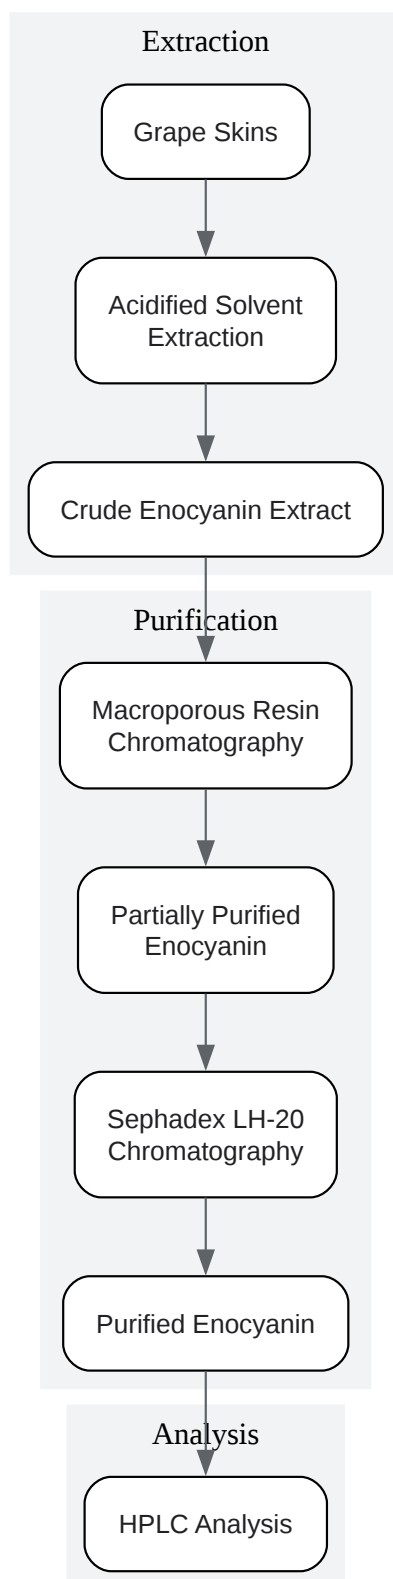 Extraction
Grape Skins
Acidified Solvent
Extraction
Crude Enocyanin Extract
Purification
Macroporous Resin
Chromatography
Partially Purified
Enocyanin
Sephadex LH-20
Chromatography
Purified Enocyanin
Analysis
HPLC Analysis